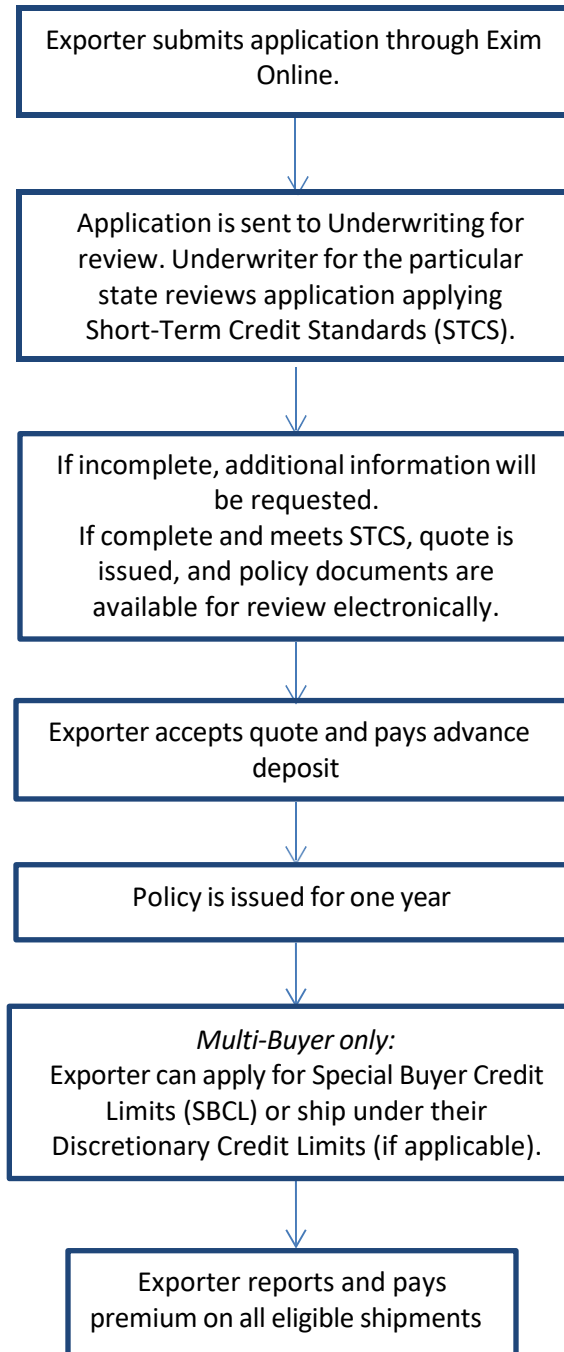 Exporter submits application through Exim
Online.
Application is sent to Underwriting for
review. Underwriter for the particular
state reviews application applying
Short-Term Credit Standards (STCS).
If incomplete, additional information will
be requested.
If complete and meets STCS, quote is
issued, and policy documents are
available for review electronically.
Exporter accepts quote and pays advance
deposit
Policy is issued for one year
Multi-Buyer only:
Exporter can apply for Special Buyer Credit
Limits (SBCL) or ship under their
Discretionary Credit Limits (if applicable).
Exporter reports and pays
premium on all eligible shipments